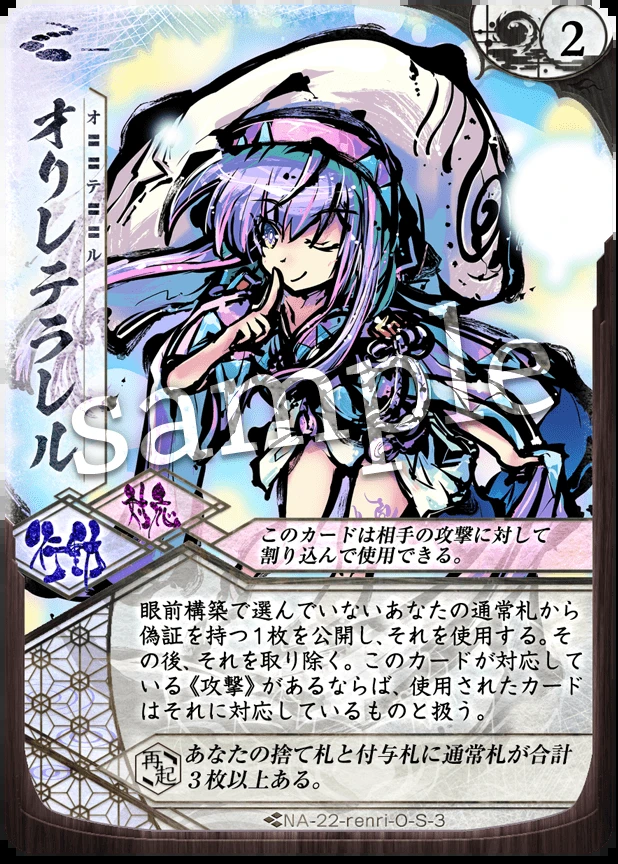 2
オりレテラレル
オ〓〓テ〓〓ル
sample
対応
行動
このカードは相手の攻撃に対して
割り込んで使用できる。
眼前構築で選んでいないあなたの通常札から
偽証を持つ1枚を公開し、それを使用する。そ
の後、それを取り除く。このカードが対応して
いる《攻撃》があるならば、使用されたカード
はそれに対応しているものと扱う。
再起
あなたの捨て札と付与札に通常札が合計
3枚以上ある。
NA-22-renri-O-S-3